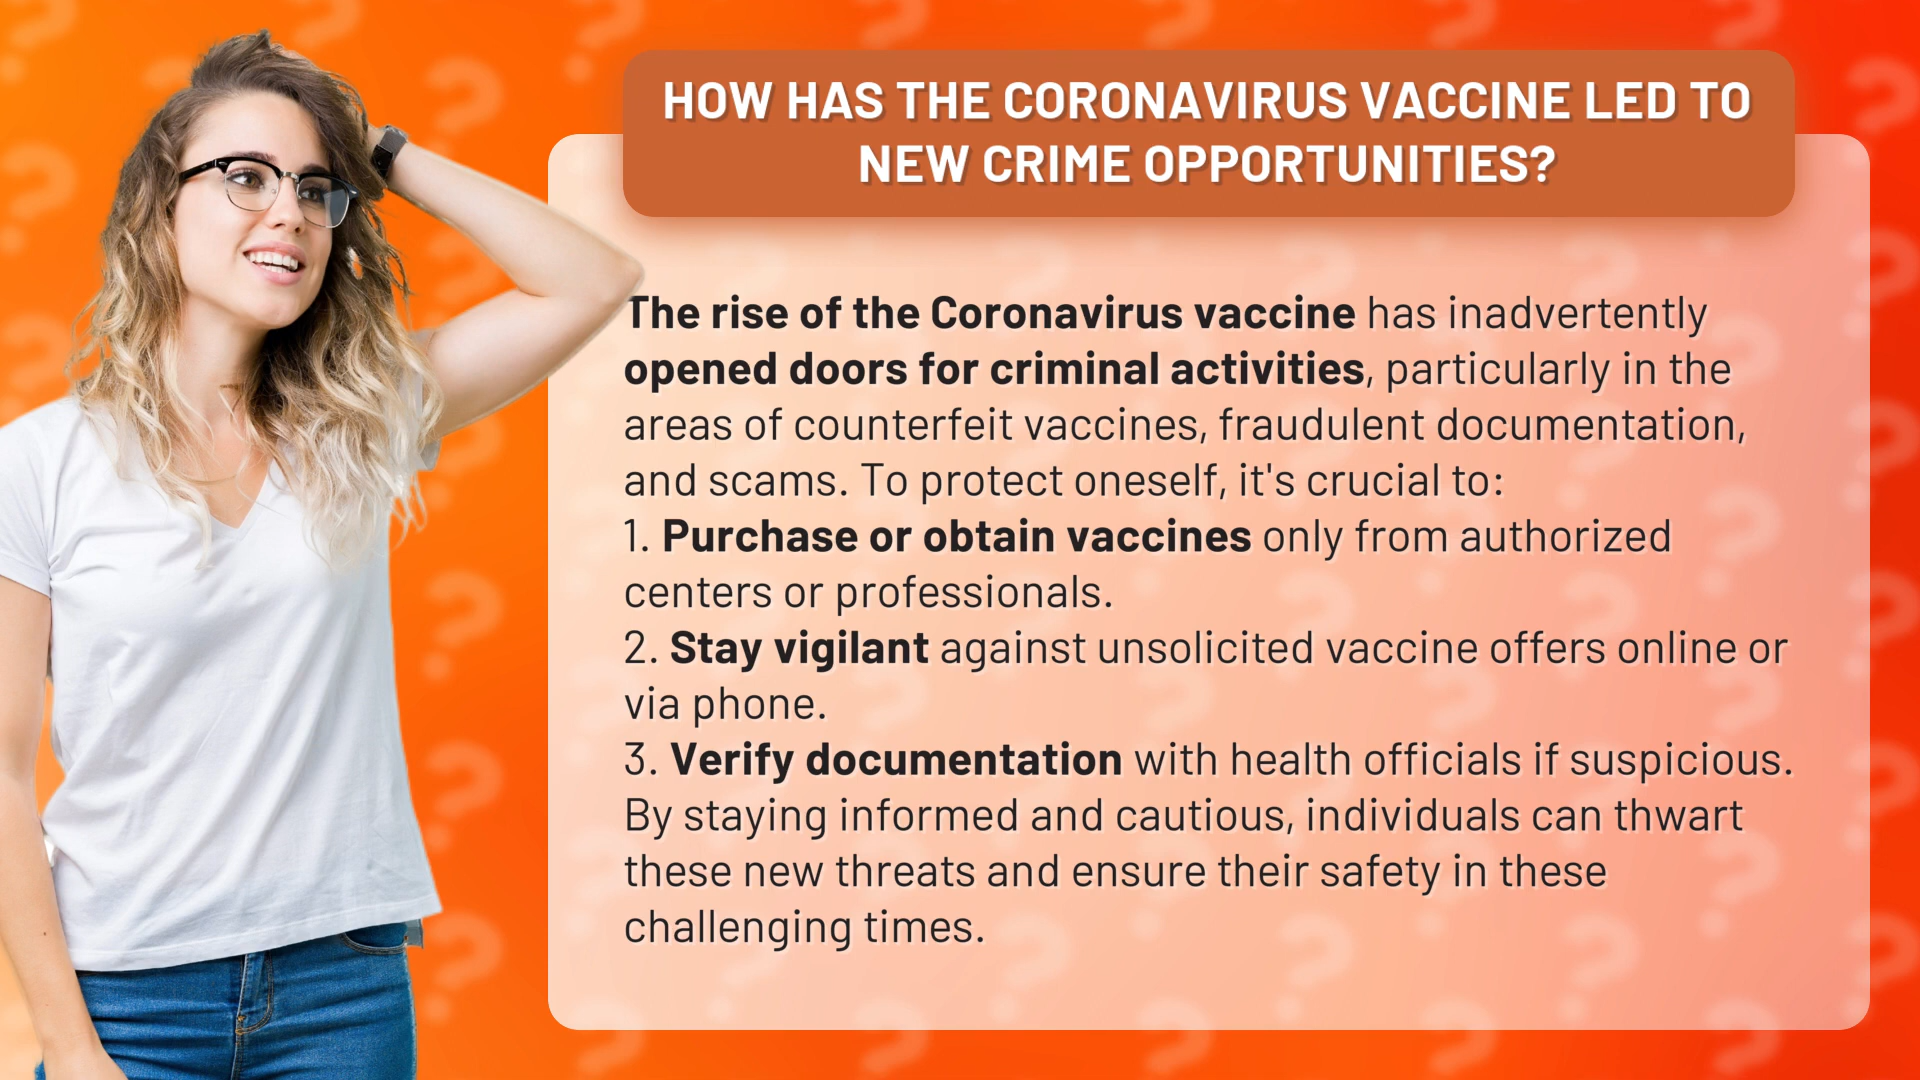 HOW HAS THE CORONAVIRUS VACCINE LED TO
NEW CRIME OPPORTUNITIES?
The rise of the Coronavirus vaccine has inadvertently
opened doors for criminal activities, particularly in the
areas of counterfeit vaccines, fraudulent documentation,
and scams. To protect oneself, it's crucial to:
1. Purchase or obtain vaccines only from authorized
centers or professionals.
2. Stay vigilant against unsolicited vaccine offers online or
via phone.
3. Verify documentation with health officials if suspicious.
By staying informed and cautious, individuals can thwart
these new threats and ensure their safety in these
challenging times.